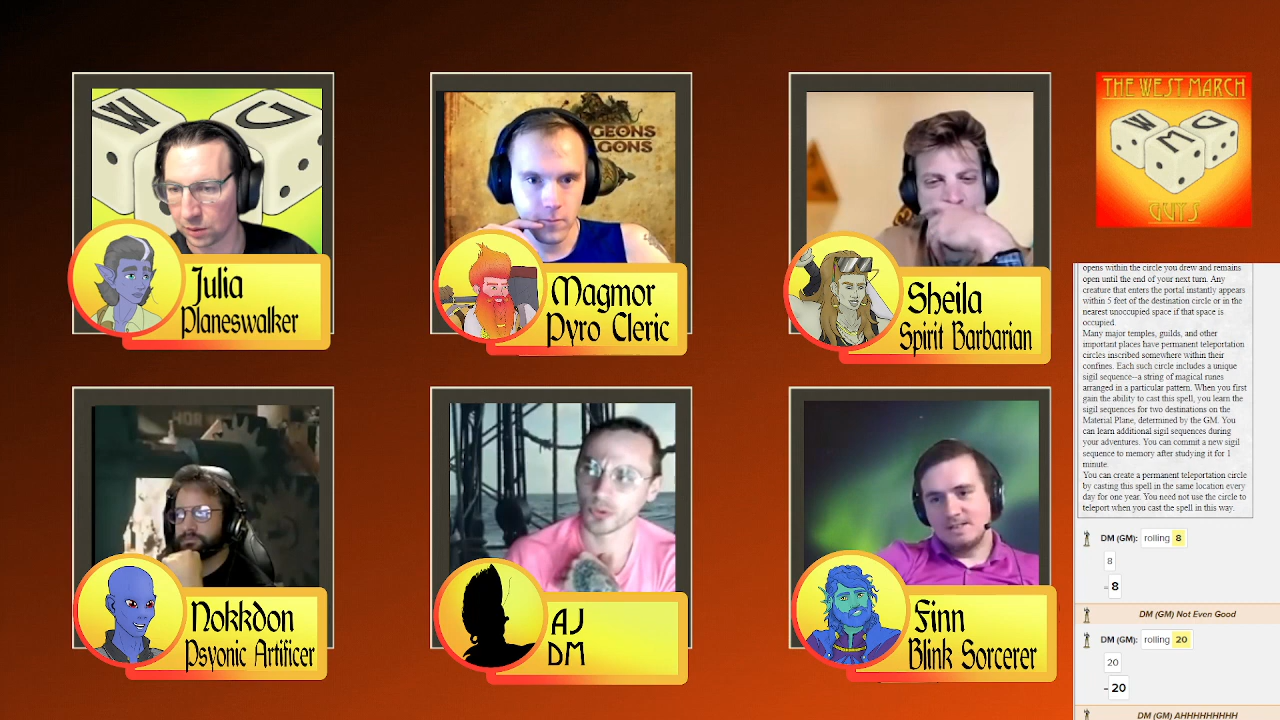 W G
GEONS
GONS
THE WEST MARCH
W M G
GUYS
Julia
Planeswalker
Magmor
Pyro Cleric
Sheila
Spirit Barbarian
opens within the circle you drew and remains
open until the end of your next turn. Any
creature that enters the portal instantly appears
within 5 feet of the destination circle or in the
nearest unoccupied space if that space is
occupied.
Many major temples, guilds, and other
important places have permanent teleportation
circles inscribed somewhere within their
confines. Each such circle includes a unique
sigil sequence--a string of magical runes
arranged in a particular pattern. When you first
gain the ability to cast this spell, you learn the
sigil sequences for two destinations on the
Material Plane, determined by the GM. You
can learn additional sigil sequences during
your adventures. You can commit a new sigil
sequence to memory after studying it for 1
minute.
You can create a permanent teleportation circle
by casting this spell in the same location every
day for one year. You need not use the circle to
teleport when you cast the spell in this way.
DM (GM): rolling 8
8
=8
DM (GM) Not Even Good
DM (GM): rolling 20
20
=20
DM (GM) AHHHHHHHHH
Nokkdon
Psyonic Artificer
AJ
DM
Finn
Blink Sorcerer